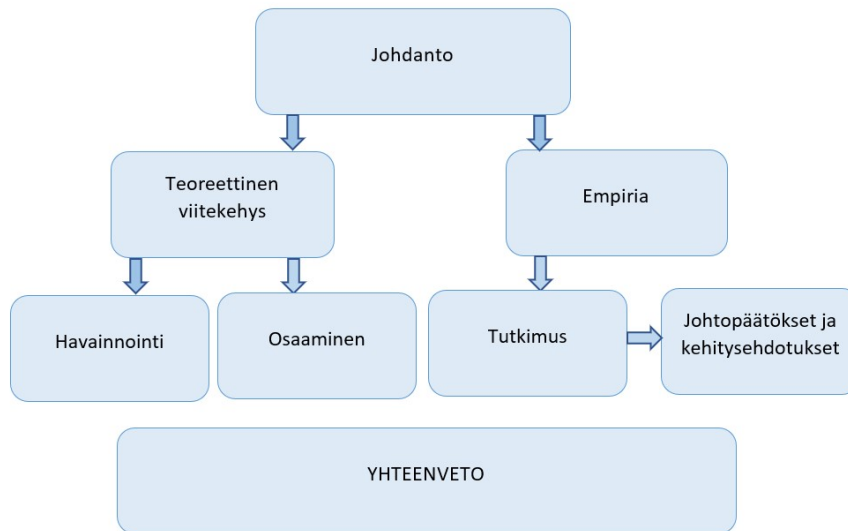 Johdanto
Teoreettinen
viitekehys
Empiria
Havainnointi
Osaaminen
Tutkimus
Johtopäätökset ja
kehitysehdotukset
YHTEENVETO